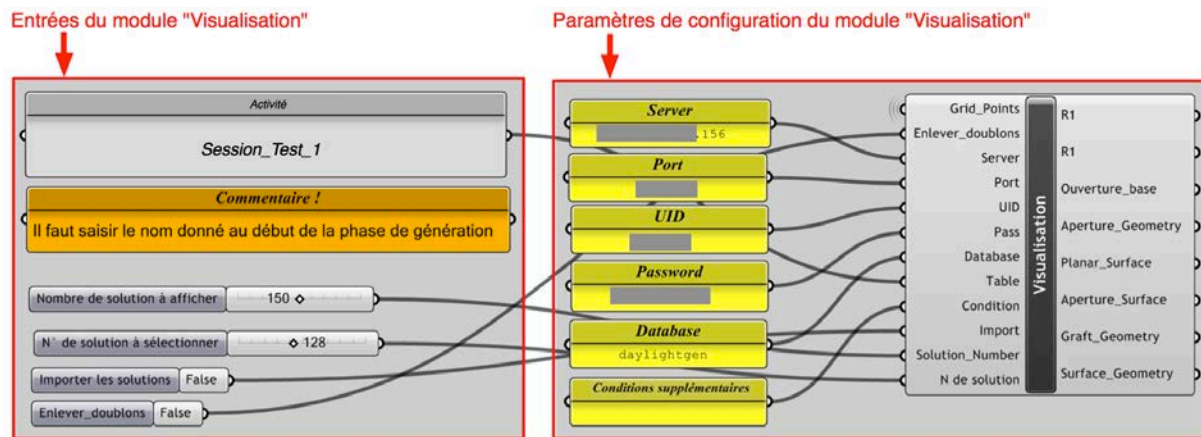 Entrées du module "Visualisation"
Paramètres de configuration du module "Visualisation"
Activité
Session_Test_1
Commentaire !
Il faut saisir le nom donné au début de la phase de génération
Nombre de solution à afficher
150
N° de solution à sélectionner
128
Importer les solutions
False
Enlever_doublons
False
Server
.156
Port
UID
Password
Database
daylightgen
Conditions supplémentaires
Grid_Points
Enlever_doublons
Server
Port
UID
Pass
Database
Table
Condition
Import
Solution_Number
N de solution
Visualisation
R1
R1
Ouverture_base
Aperture_Geometry
Planar_Surface
Aperture_Surface
Graft_Geometry
Surface_Geometry